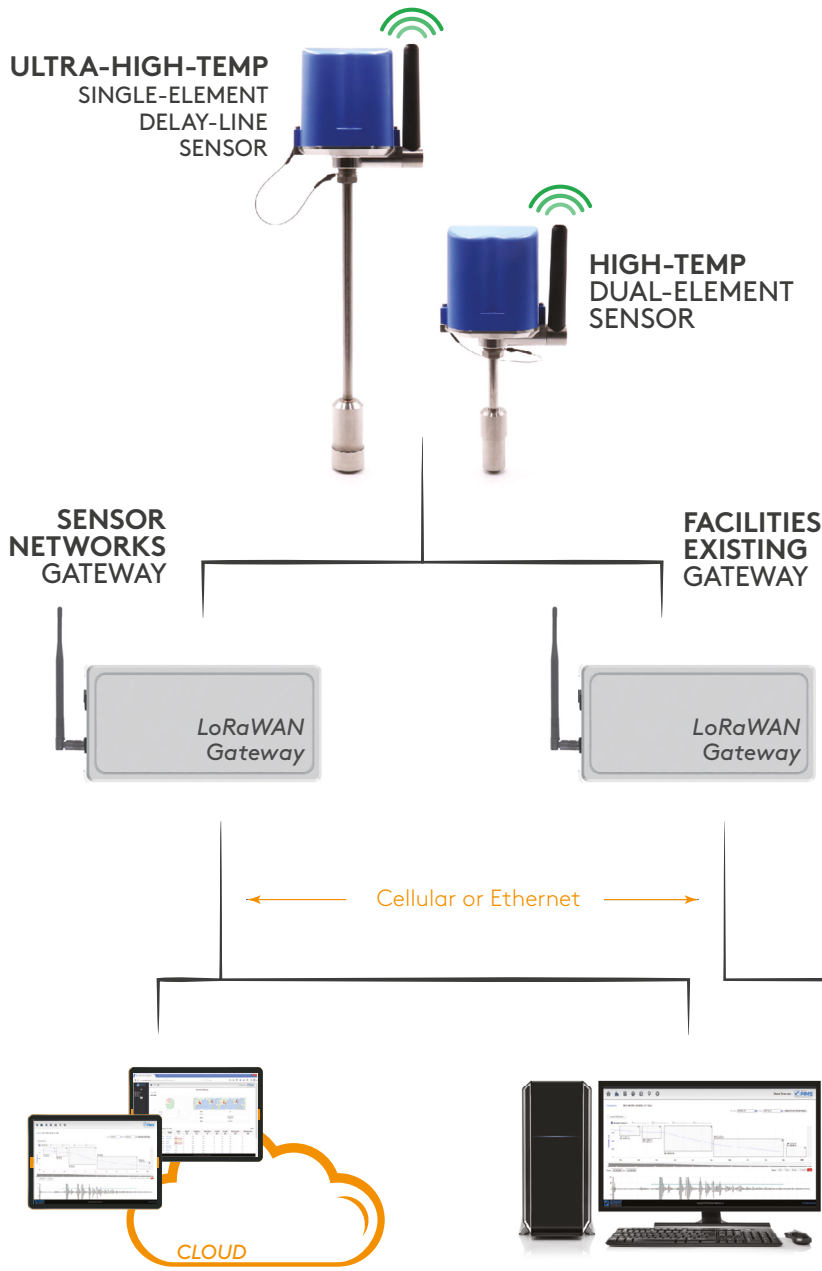 ULTRA-HIGH-TEMP
SINGLE-ELEMENT
DELAY-LINE
SENSOR
HIGH-TEMP
DUAL-ELEMENT
SENSOR
SENSOR
NETWORKS
GATEWAY
FACILITIES
EXISTING
GATEWAY
LoRaWAN
Gateway
LoRaWAN
Gateway
Cellular or Ethernet
CLOUD